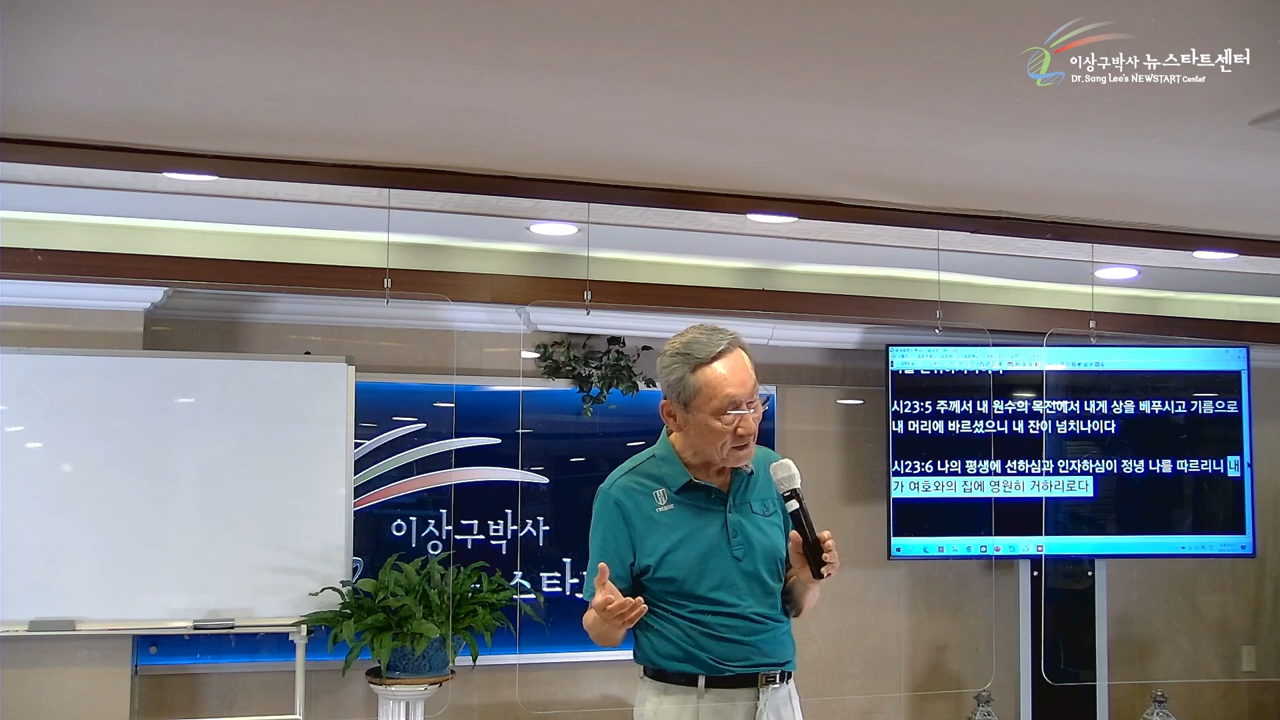 이상구박사 뉴스타트센터
Dr. Sang Lee's NEWSTART Center
시23:5 주께서 내 원수의 목전에서 내게 상을 베푸시고 기름으로
내 머리에 바르셨으니 내 잔이 넘치나이다
시23:6 나의 평생에 선하심과 인자하심이 정녕 나를 따르리니 내
가 여호와의 집에 영원히 거하리로다
이상구박사
스타